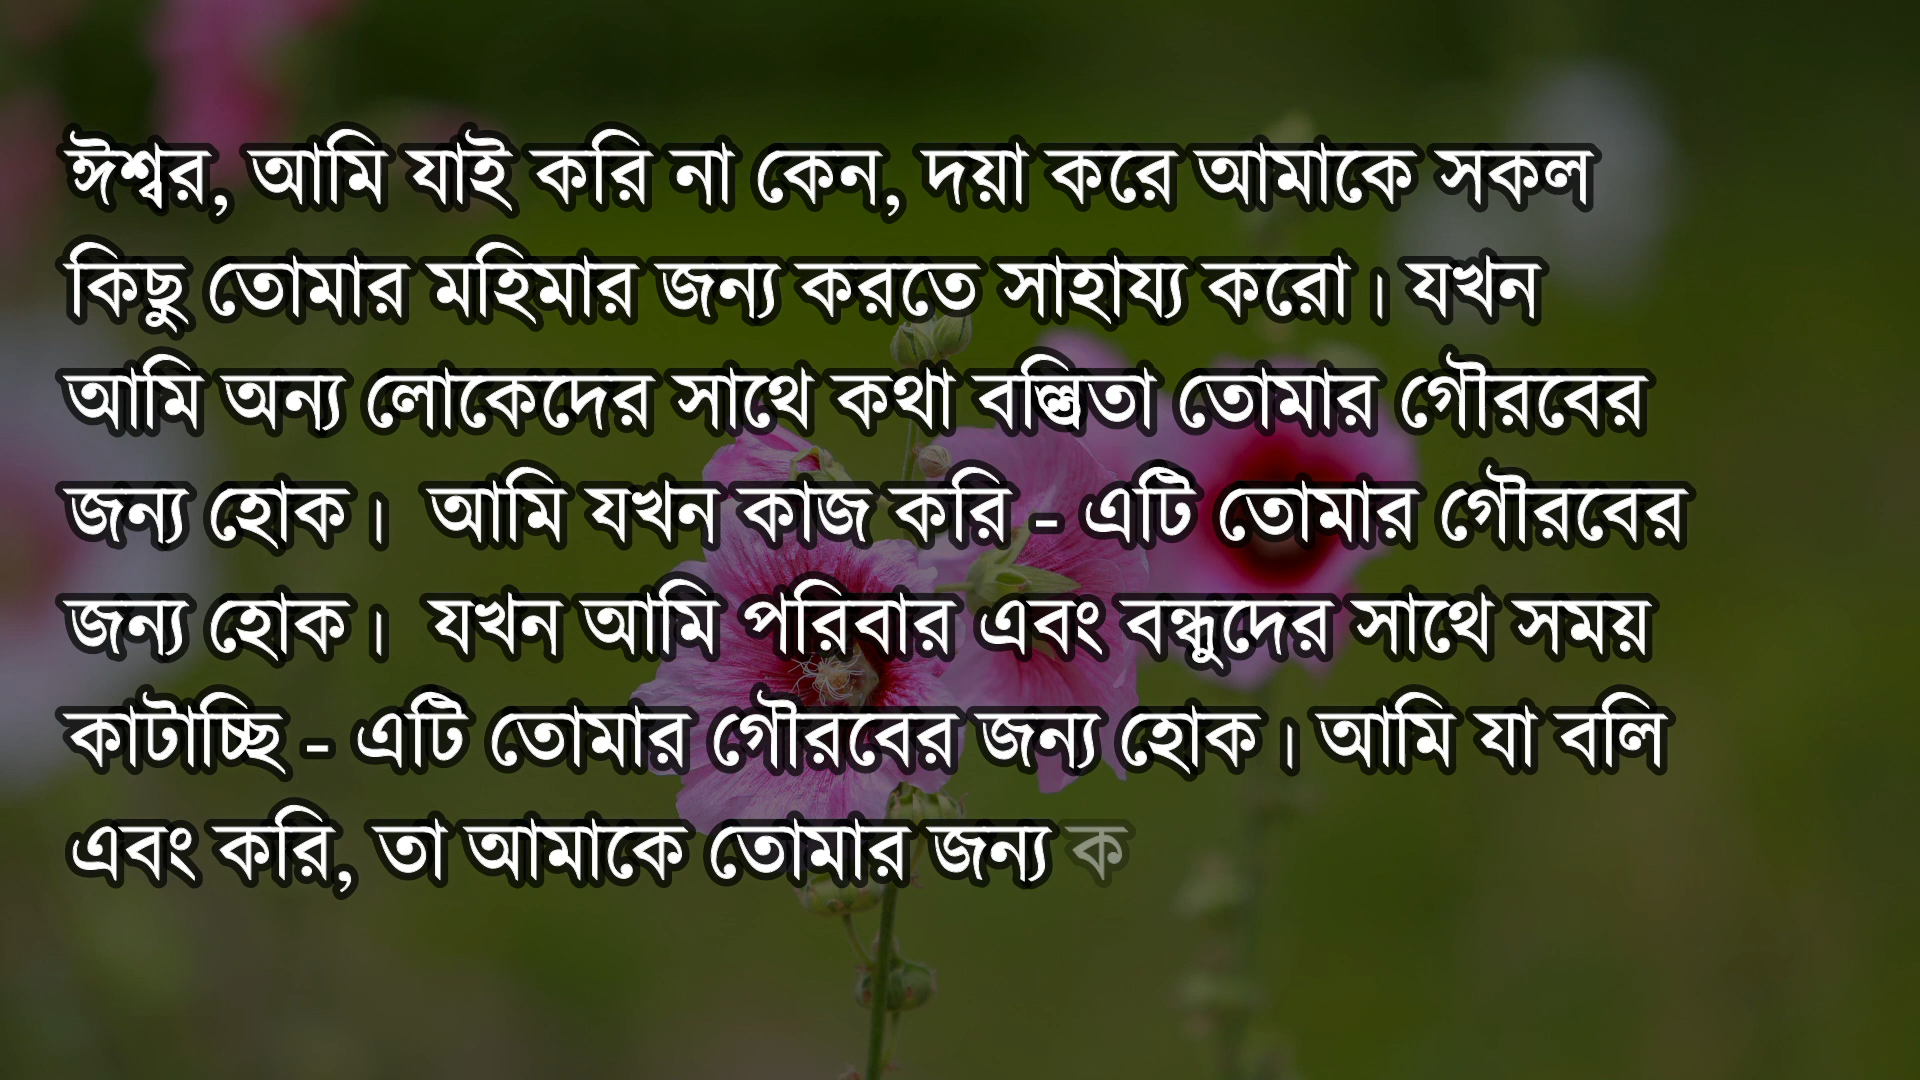 ঈশ্বর, আমি যাই করি না কেন, দয়া করে আমাকে সকল
কিছু তোমার মহিমার জন্য করতে সাহায্য করো। যখন
আমি অন্য লোকেদের সাথে কথা তোমার গৌরবের
জন্য হোক। আমি যখন কাজ করি - এটি তোমার গৌরবের
জন্য হোক। যখন আমি পরিবার এবং বন্ধুদের সাথে সময়
কাটাচ্ছি - এটি তোমার গৌরবের জন্য হোক। আমি যা বলি
এবং করি, তা আমাকে তোমার জন্য ক